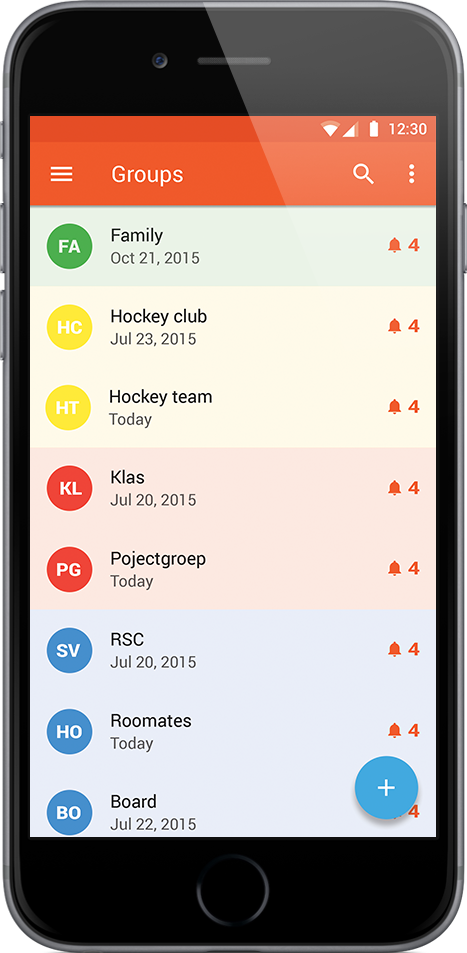 12:30
Groups
FA
Family
Oct 21, 2015
4
HC
Hockey club
Jul 23, 2015
4
HT
Hockey team
Today
4
KL
Klas
Jul 20, 2015
4
PG
Pojectgroep
Today
4
SV
RSC
Jul 20, 2015
4
HO
Roomates
Today
4
BO
Board
Jul 22, 2015
4